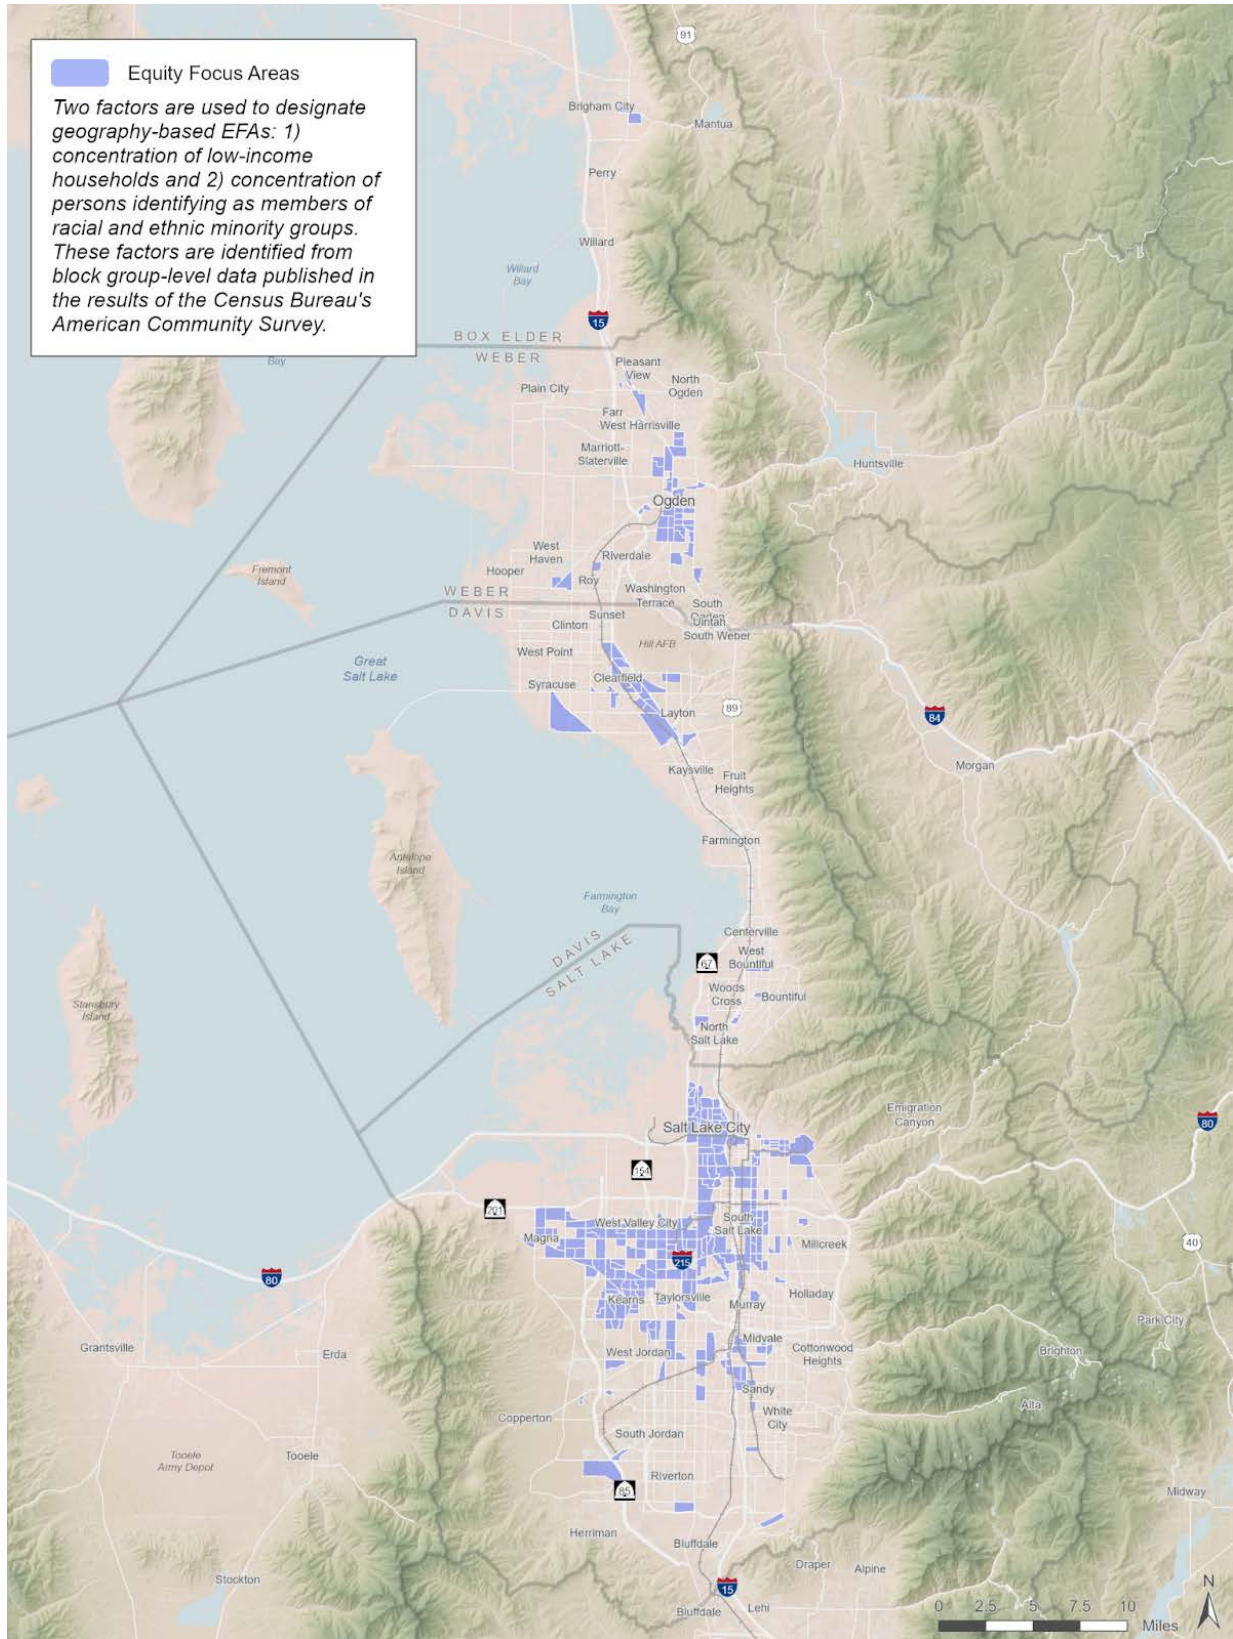 Equity Focus Areas
Two factors are used to designate
geography-based EFAs: 1)
concentration of low-income
households and 2) concentration of
persons identifying as members of
racial and ethnic minority groups.
These factors are identified from
block group-level data published in
the results of the Census Bureau's
American Community Survey.
91
Brigham City
Mantua
Perry
Willard
Willard
Bay
15
BOX ELDER
WEBER
Bay
Pleasant
View
North
Ogden
Plain City
Farr
West Harrisville
Marriott-
Slaterville
Huntsville
Ogden
West
Haven
Riverdale
Hooper
Roy
Fremont
Island
Washington
Terrace
WEBER
DAVIS
South
Ogden
Uintah
South Weber
Sunset
Clinton
Hill AFB
West Point
Great
Salt Lake
Clearfield
Syracuse
Layton
89
84
Morgan
Kaysville
Fruit
Heights
Farmington
Antelope
Island
Farmington
Bay
DAVIS
SALT LAKE
Centerville
West
Bountiful
67
Woods
Cross
Bountiful
Stansbury
Island
North
Salt Lake
Emigration
Canyon
80
Salt Lake City
154
201
West Valley City
South
Salt Lake
Magna
Millcreek
40
215
80
Kearns
Taylorsville
Murray
Holladay
Park City
Grantsville
Erda
West Jordan
Midvale
Cottonwood
Heights
Brighton
Sandy
Alta
Copperton
White
City
South Jordan
Tooele
Army Depot
Tooele
Riverton
85
Midway
Herriman
Bluffdale
Draper
Alpine
Stockton
15
Bluffdale
Lehi
N
0 2.5 5 7.5 10
Miles